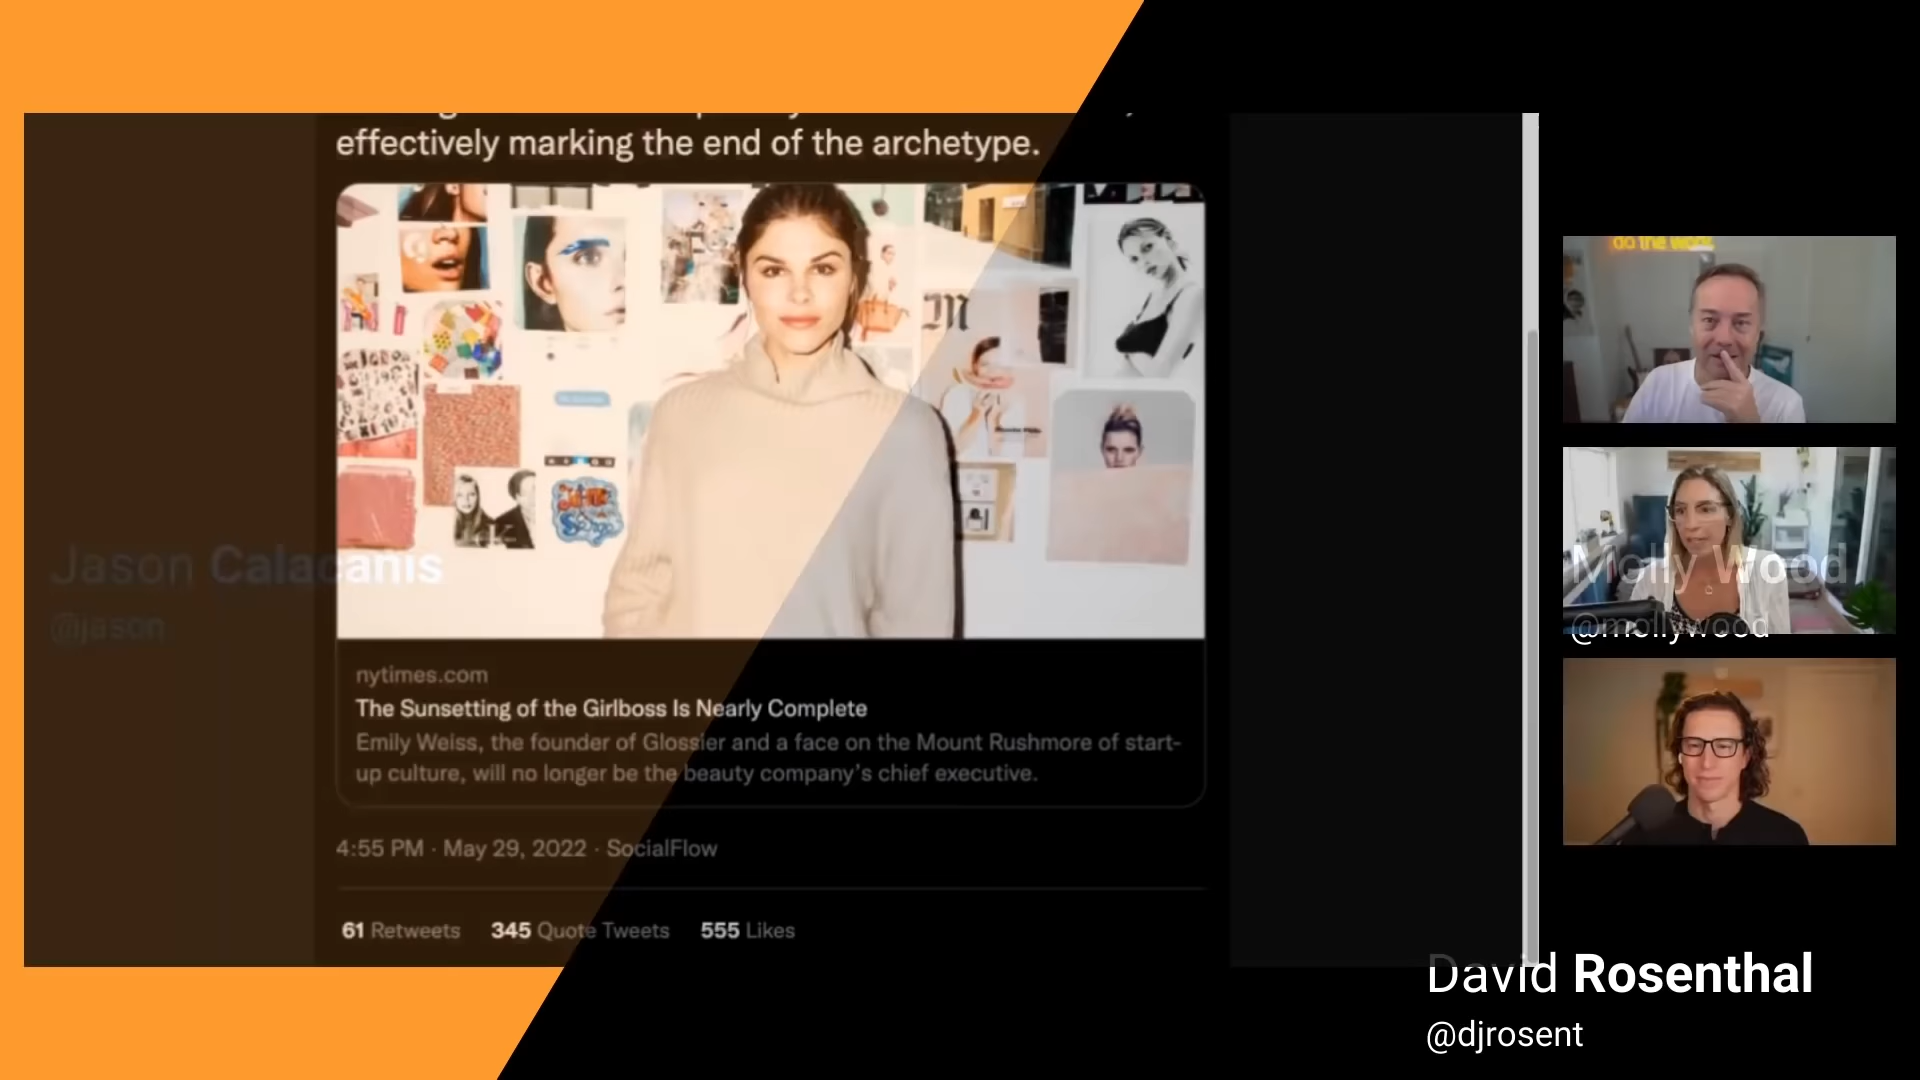 effectively marking the end of the archetype.
nytimes.com
The Sunsetting of the Girlboss Is Nearly Complete
Emily Weiss, the founder of Glossier and a face on the Mount Rushmore of start-
up culture, will no longer be the beauty company's chief executive.
4:55 PM · May 29, 2022 · SocialFlow
61 Retweets 345 Quote Tweets 555 Likes
Jason Calacanis
@jason
do the work
Molly Wood
@mollywood
David Rosenthal
@djrosent